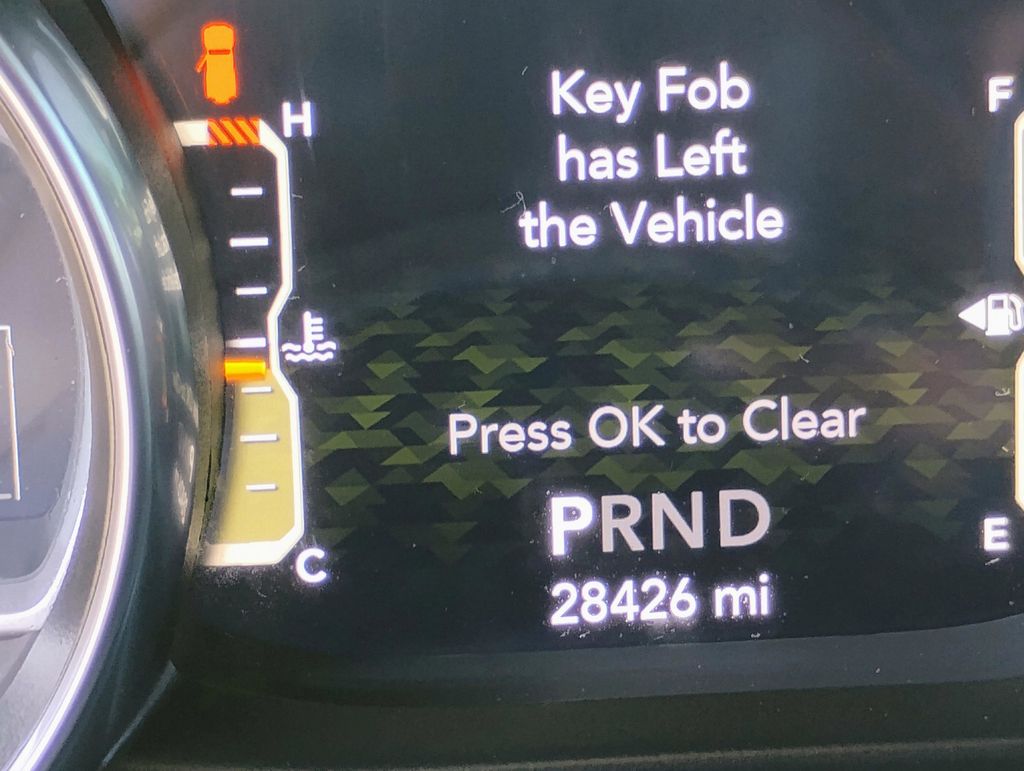 H
Key Fob
has Left
the Vehicle
F
Press OK to Clear
PRND
E
C
28426 mi